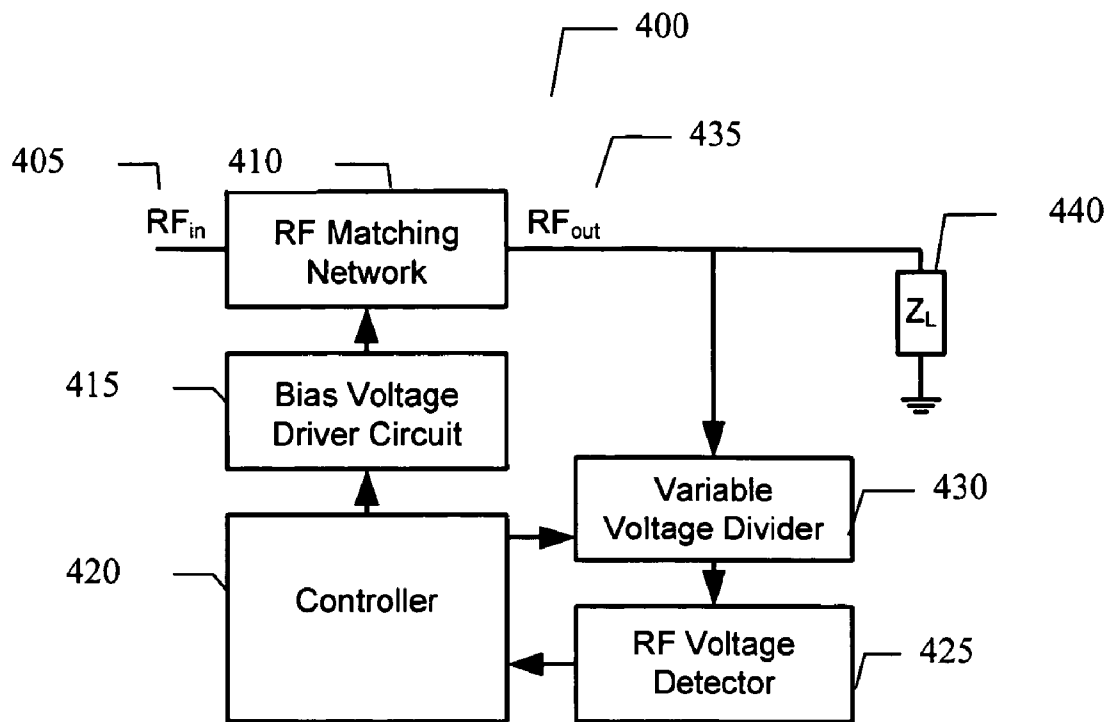 400
435
405
410
440
RF_in
RF Matching
Network
RF_out
Z_L
415
Bias Voltage
Driver Circuit
Variable
Voltage Divider
430
420
Controller
RF Voltage
Detector
425